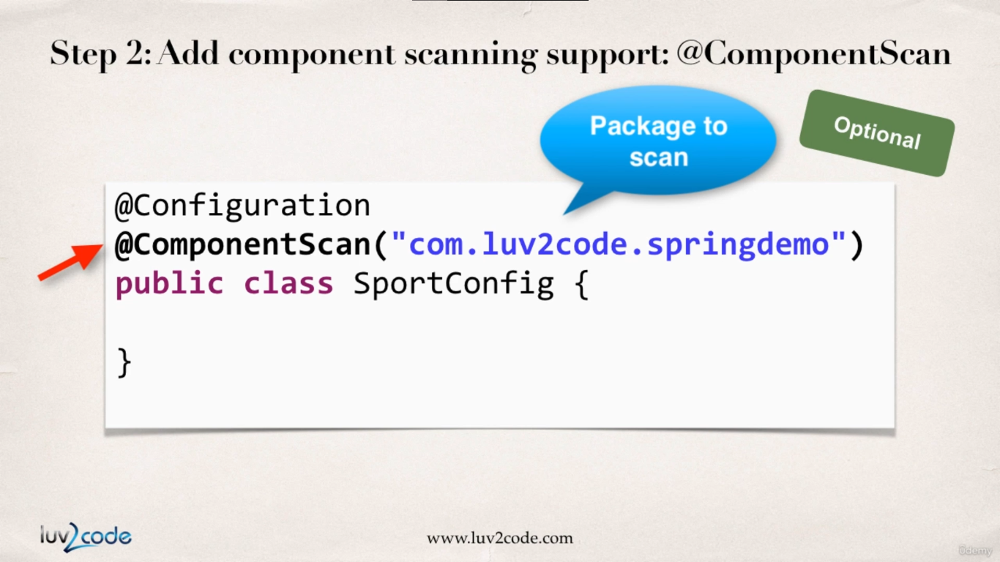 Step 2: Add component scanning support: @ComponentScan
Package to
scan
Optional
@Configuration
@ComponentScan("com.luv2code.springdemo")
public class SportConfig {
}
luv2code
www.luv2code.com
ûdemy